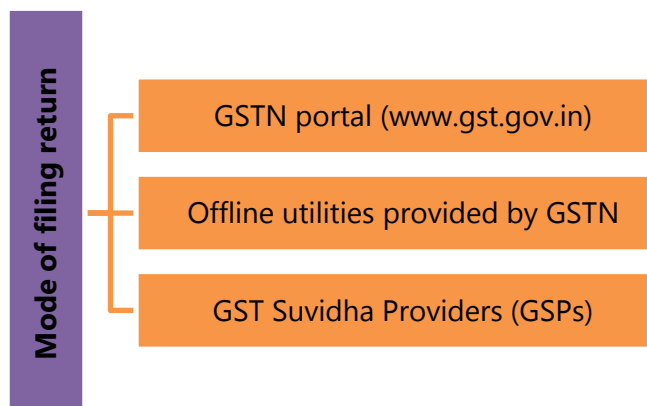 Mode of filing return
GSTN portal (www.gst.gov.in)
Offline utilities provided by GSTN
GST Suvidha Providers (GSPs)